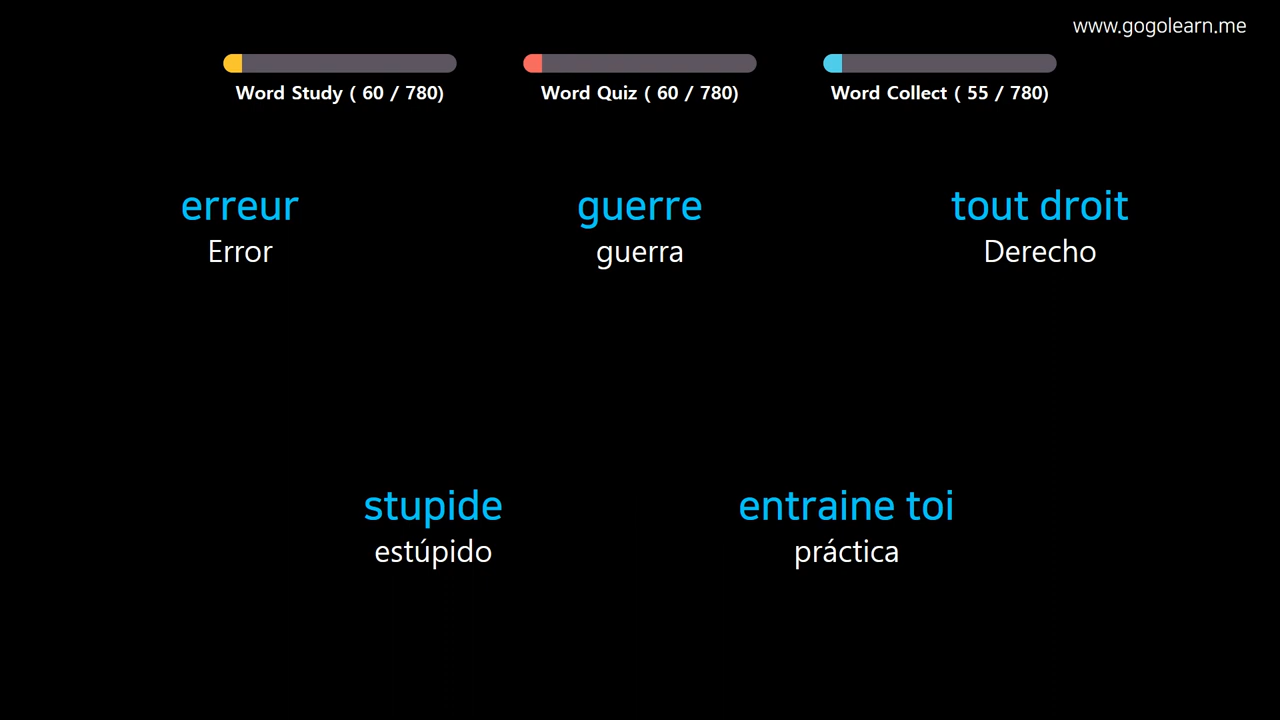 www.gogolearn.me
Word Study ( 60 / 780)
Word Quiz ( 60 / 780)
Word Collect ( 55 / 780)
erreur
Error
guerre
guerra
tout droit
Derecho
stupide
estúpido
entraine toi
práctica